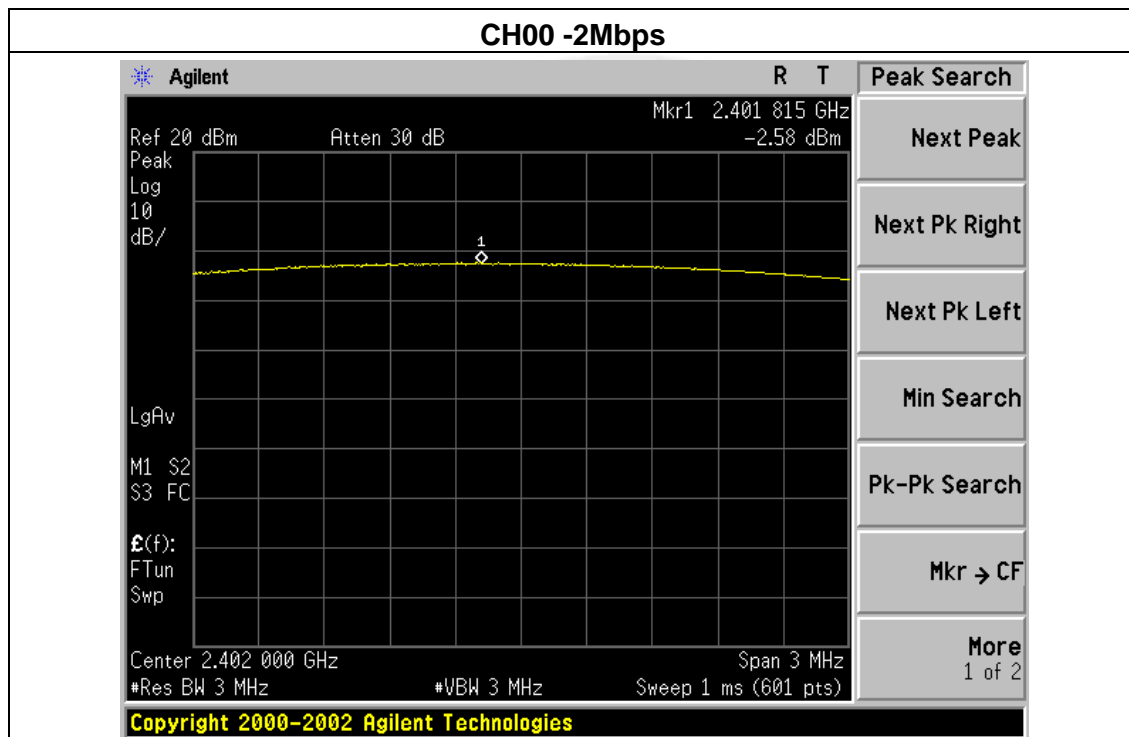 CH00 -2Mbps
Agilent R T Peak Search
Mkr1 2.401 815 GHz
Ref 20 dBm Atten 30 dB -2.58 dBm
Peak
Log
10
dB/
1
LgAv
M1 S2
S3 FC
£(f):
FTun
Swp
Center 2.402 000 GHz Span 3 MHz
#Res BW 3 MHz #VBW 3 MHz Sweep 1 ms (601 pts)
Copyright 2000-2002 Agilent Technologies
Next Peak
Next Pk Right
Next Pk Left
Min Search
Pk-Pk Search
Mkr → CF
More
1 of 2